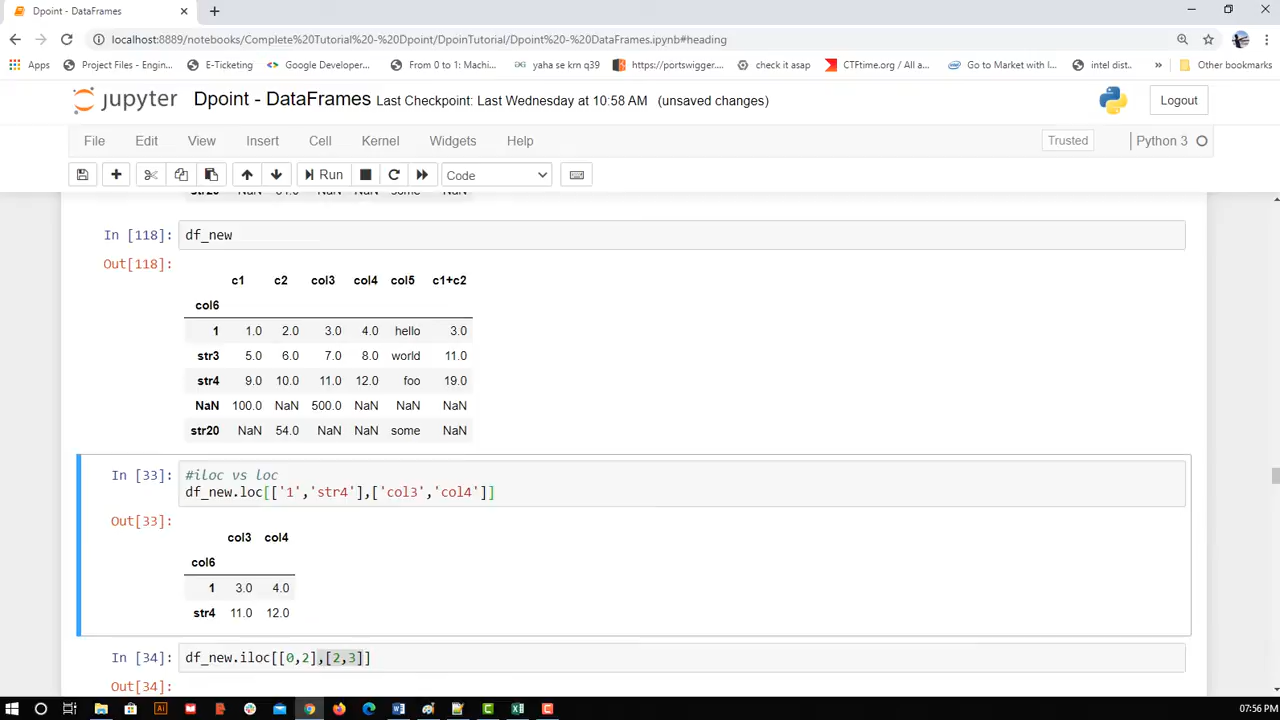 Dpoint - DataFrames
localhost:8889/notebooks/Complete%20Tutorial%20-%20Dpoint/DpoinTutorial/Dpoint%20-%20DataFrames.ipynb#heading
Apps Project Files - Engin... E-Ticketing Google Developer... From 0 to 1: Machi... yaha se krn q39 https://portswigger.... check it asap CTFtime.org / All a... Go to Market with I... intel dist... » Other bookmarks
jupyter Dpoint - DataFrames Last Checkpoint: Last Wednesday at 10:58 AM (unsaved changes) Logout
File Edit View Insert Cell Kernel Widgets Help Trusted Python 3
Run Code
str20 NaN 54.0 NaN NaN some NaN
In [118]: df_new
Out[118]:
c1 c2 col3 col4 col5 c1+c2
col6
1 1.0 2.0 3.0 4.0 hello 3.0
str3 5.0 6.0 7.0 8.0 world 11.0
str4 9.0 10.0 11.0 12.0 foo 19.0
NaN 100.0 NaN 500.0 NaN NaN NaN
str20 NaN 54.0 NaN NaN some NaN
In [33]: #iloc vs loc
df_new.loc[['1','str4'],['col3','col4']]
Out[33]:
col3 col4
col6
1 3.0 4.0
str4 11.0 12.0
In [34]: df_new.iloc[[0,2],[2,3]]
Out[34]:
07:56 PM